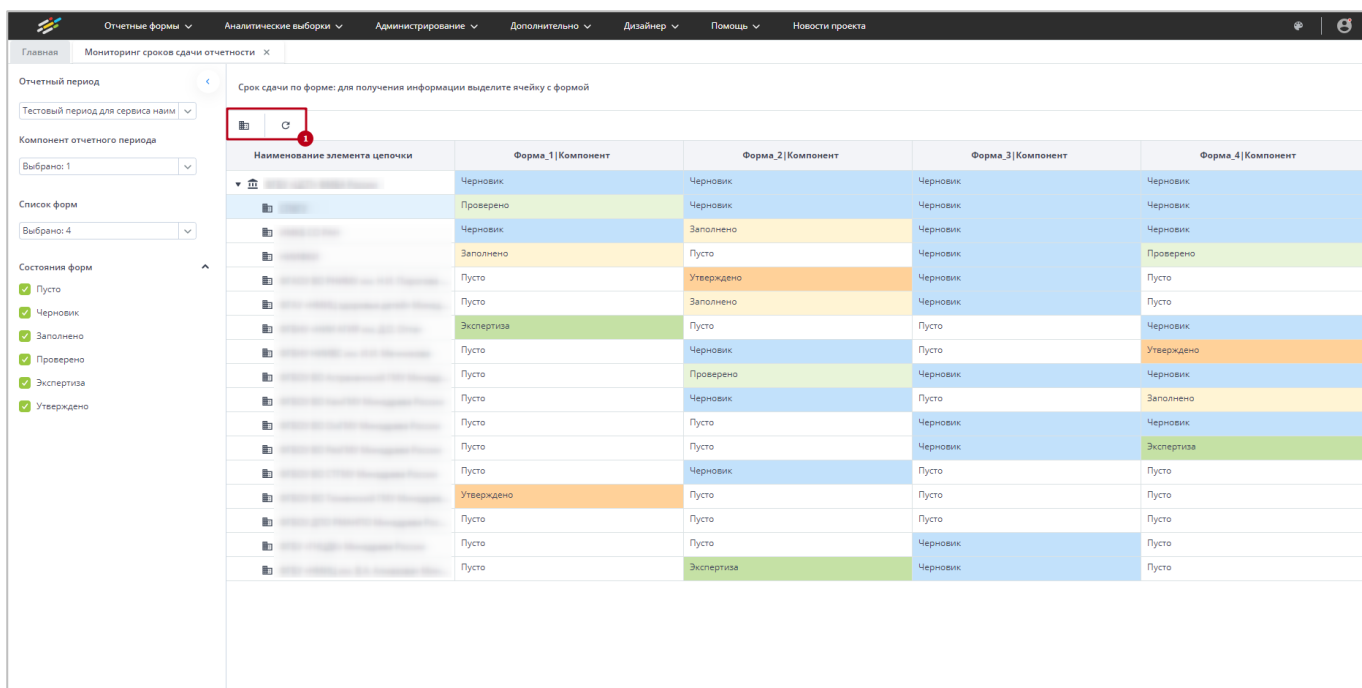 Отчетные формы Аналитические выборки Администрирование Дополнительно Дизайнер Помощь Новости проекта
Главная Мониторинг сроков сдачи отчетности ×
Отчетный период
Тестовый период для сервиса наим
Компонент отчетного периода
Выбрано: 1
Список форм
Выбрано: 4
Состояния форм
Пусто
Черновик
Заполнено
Проверено
Экспертиза
Утверждено
Срок сдачи по форме: для получения информации выделите ячейку с формой
1
Наименование элемента цепочки Форма_1|Компонент Форма_2|Компонент Форма_3|Компонент Форма_4|Компонент
Черновик Черновик Черновик Черновик
Проверено Черновик Черновик Черновик
Черновик Заполнено Черновик Черновик
Заполнено Пусто Черновик Проверено
Пусто Утверждено Черновик Пусто
Пусто Заполнено Черновик Пусто
Экспертиза Пусто Пусто Черновик
Пусто Черновик Пусто Утверждено
Пусто Проверено Черновик Черновик
Пусто Черновик Пусто Заполнено
Пусто Пусто Черновик Черновик
Пусто Пусто Черновик Экспертиза
Пусто Черновик Пусто Пусто
Утверждено Пусто Пусто Пусто
Пусто Пусто Пусто Пусто
Пусто Пусто Черновик Пусто
Пусто Экспертиза Черновик Пусто